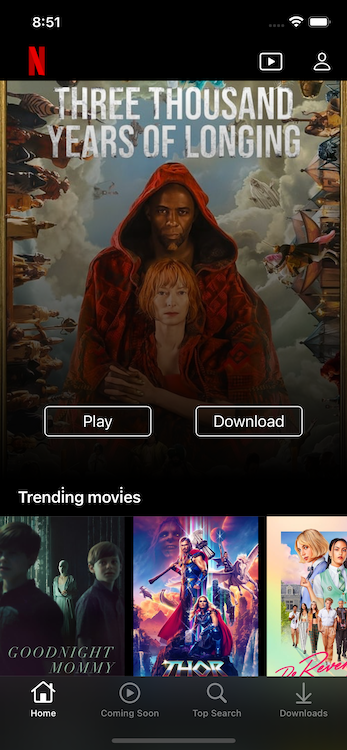 8:51
N
THREE THOUSAND
YEARS OF LONGING
Play
Download
Trending movies
GOODNIGHT
MOMMY
THOR
Do Reven
Home
Coming Soon
Top Search
Downloads